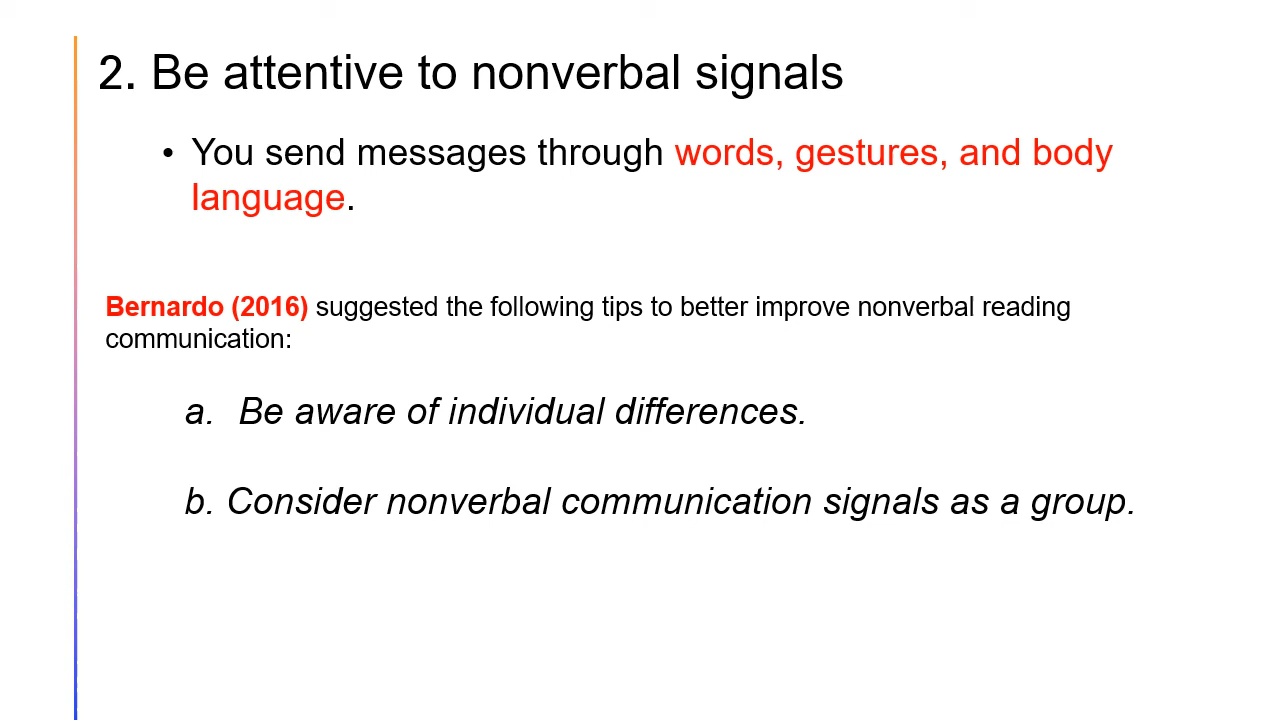 2. Be attentive to nonverbal signals
• You send messages through words, gestures, and body
language.
Bernardo (2016) suggested the following tips to better improve nonverbal reading
communication:
a. Be aware of individual differences.
b. Consider nonverbal communication signals as a group.